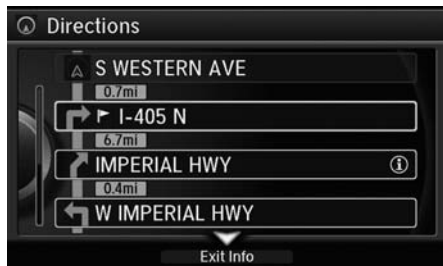 Directions
S WESTERN AVE
0.7mi
I-405 N
6.7mi
IMPERIAL HWY
0.4mi
W IMPERIAL HWY
Exit Info